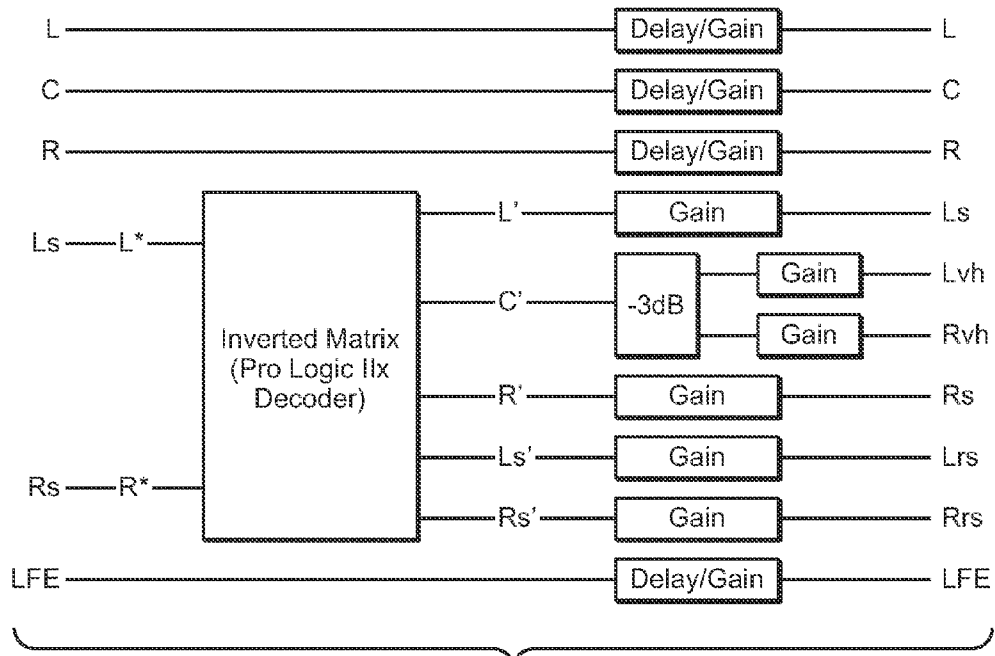 L Delay/Gain L
C Delay/Gain C
R Delay/Gain R
L' Gain Ls
Ls L*
Gain Lvh
C' -3dB
Gain Rvh
Inverted Matrix
(Pro Logic IIx
Decoder)
R' Gain Rs
Ls' Gain Lrs
Rs R*
Rs' Gain Rrs
LFE Delay/Gain LFE